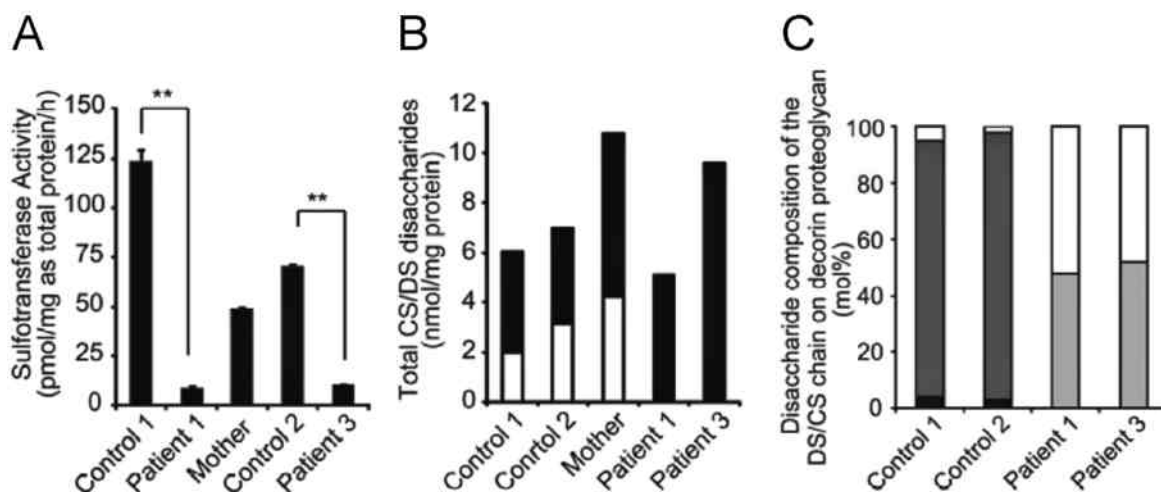 A
Sulfotransferase Activity
(pmol/mg as total protein/h)
150
125
100
75
50
25
0
**
**
Control 1
Patient 1
Mother
Control 2
Patient 3
B
Total CS/DS disaccharides
(nmol/mg protein)
12
10
8
6
4
2
0
Control 1
Conrtol 2
Mother
Patient 1
Patient 3
C
Disaccharide composition of the
DS/CS chain on decorin proteoglycan
(mol%)
100
80
60
40
20
0
Control 1
Control 2
Patient 1
Patient 3